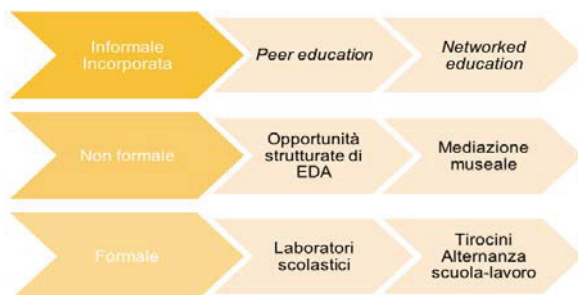 Informale
Incorporata
Peer education
Networked
education
Non formale
Opportunità
strutturate di
EDA
Mediazione
museale
Formale
Laboratori
scolastici
Tirocini
Alternanza
scuola-lavoro